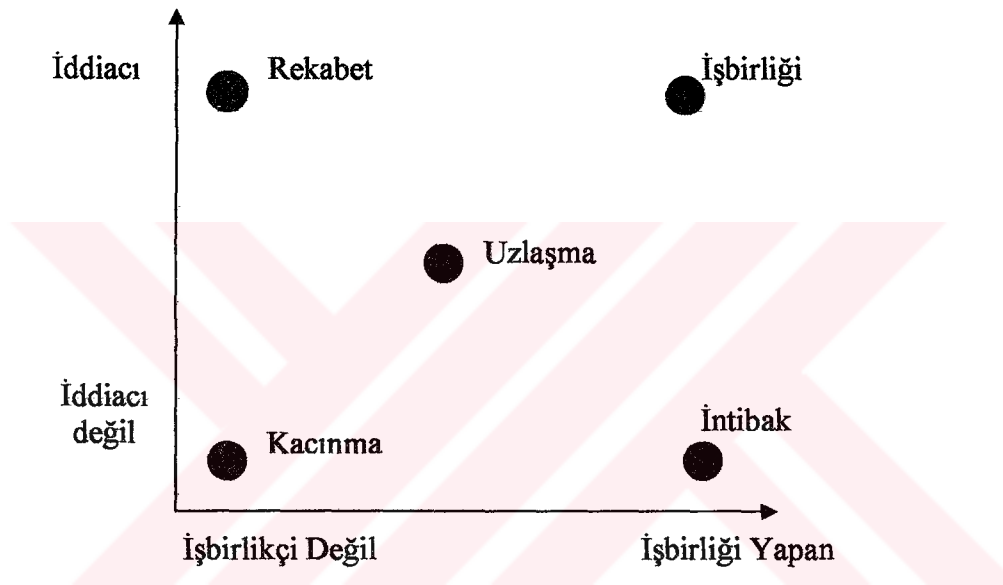 İddiacı
Rekabet
İşbirliği
Uzlaşma
İddiacı
değil
Kacınma
İntibak
İşbirlikçi Değil
İşbirliği Yapan